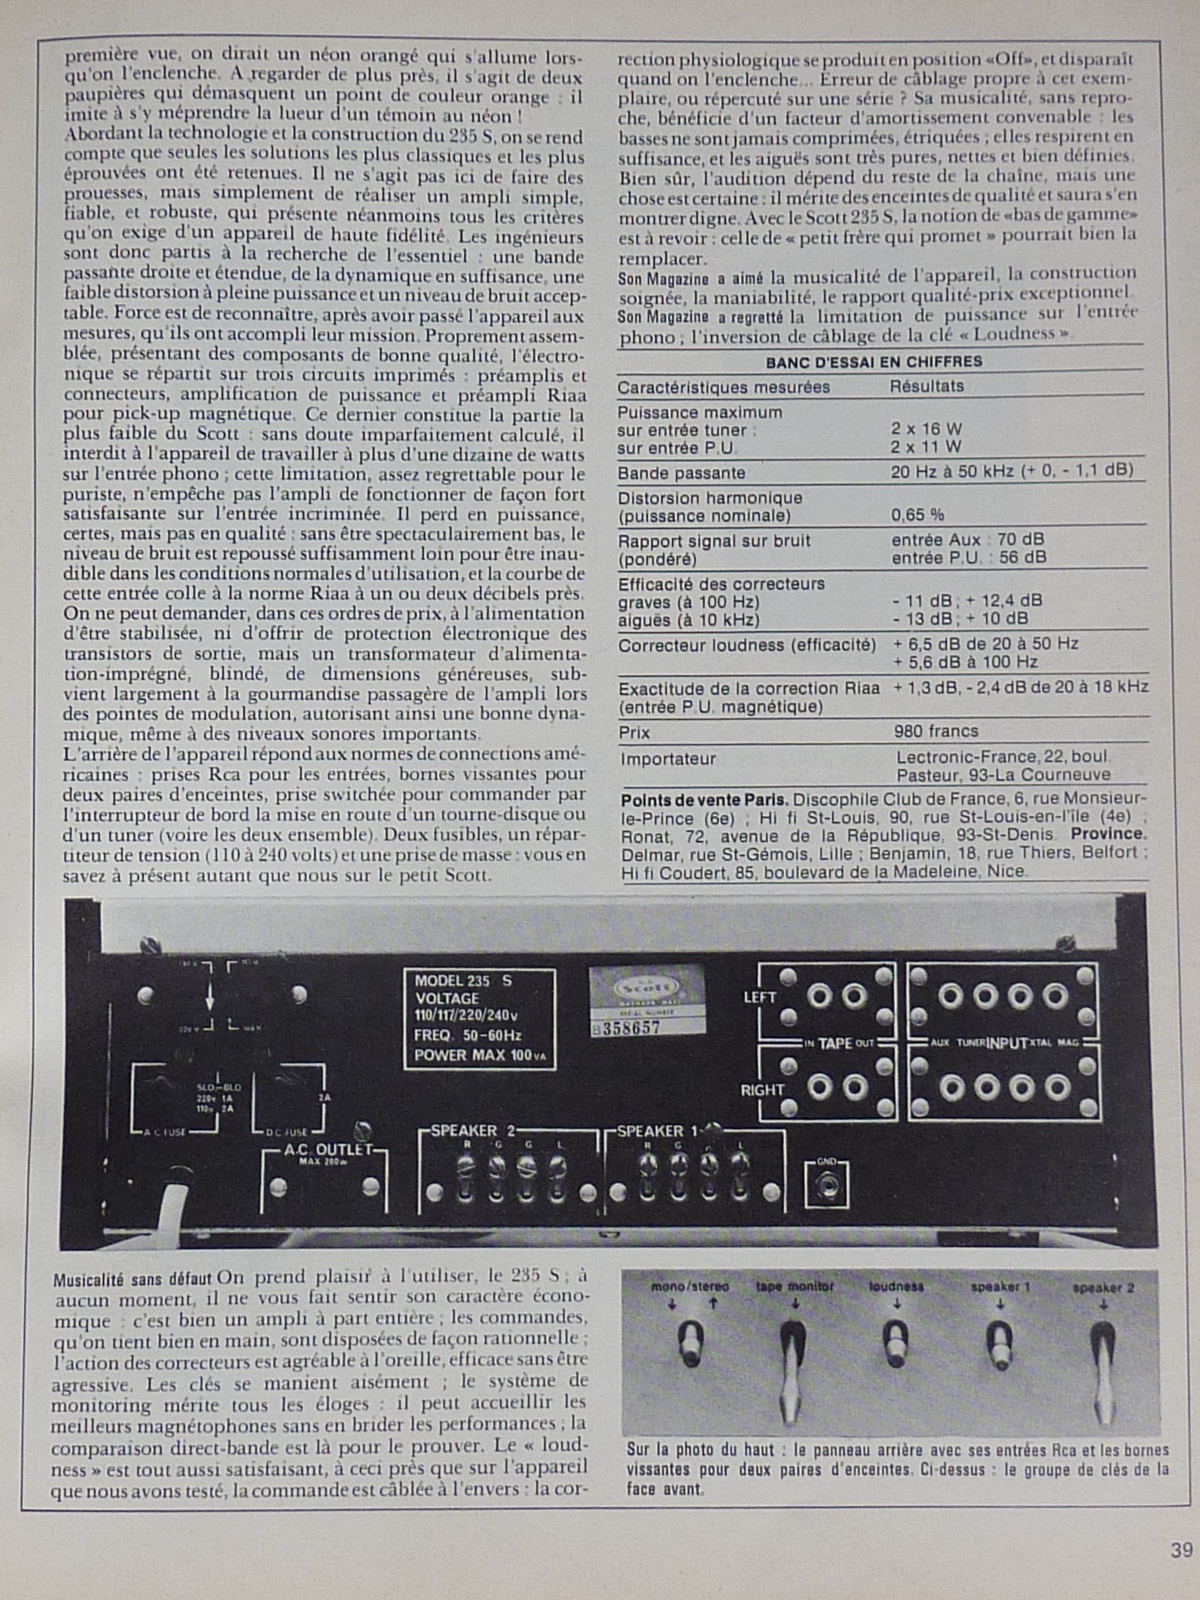 première vue, on dirait un néon orangé qui s'allume lors-
qu'on l'enclenche. A regarder de plus près, il s'agit de deux
paupières qui démasquent un point de couleur orange : il
imite à s'y méprendre la lueur d'un témoin au néon !
Abordant la technologie et la construction du 235 S, on se rend
compte que seules les solutions les plus classiques et les plus
éprouvées ont été retenues. Il ne s'agit pas ici de faire des
prouesses, mais simplement de réaliser un ampli simple,
fiable, et robuste, qui présente néanmoins tous les critères
qu'on exige d'un appareil de haute fidélité. Les ingénieurs
sont donc partis à la recherche de l'essentiel : une bande
passante droite et étendue, de la dynamique en suffisance, une
faible distorsion à pleine puissance et un niveau de bruit accep-
table. Force est de reconnaître, après avoir passé l'appareil aux
mesures, qu'ils ont accompli leur mission. Proprement assem-
blée, présentant des composants de bonne qualité, l'électro-
nique se répartit sur trois circuits imprimés : préamplis et
connecteurs, amplification de puissance et préampli Riaa
pour pick-up magnétique. Ce dernier constitue la partie la
plus faible du Scott : sans doute imparfaitement calculé, il
interdit à l'appareil de travailler à plus d'une dizaine de watts
sur l'entrée phono ; cette limitation, assez regrettable pour le
puriste, n'empêche pas l'ampli de fonctionner de façon fort
satisfaisante sur l'entrée incriminée. Il perd en puissance,
certes, mais pas en qualité : sans être spectaculairement bas, le
niveau de bruit est repoussé suffisamment loin pour être inau-
dible dans les conditions normales d'utilisation, et la courbe de
cette entrée colle à la norme Riaa à un ou deux décibels près.
On ne peut demander, dans ces ordres de prix, à l'alimentation
d'être stabilisée, ni d'offrir de protection électronique des
transistors de sortie, mais un transformateur d'alimenta-
tion-imprégné, blindé, de dimensions généreuses, sub-
vient largement à la gourmandise passagère de l'ampli lors
des pointes de modulation, autorisant ainsi une bonne dyna-
mique, même à des niveaux sonores importants.
L'arrière de l'appareil répond aux normes de connections amé-
ricaines : prises Rca pour les entrées, bornes vissantes pour
deux paires d'enceintes, prise switchée pour commander par
l'interrupteur de bord la mise en route d'un tourne-disque ou
d'un tuner (voire les deux ensemble). Deux fusibles, un répar-
titeur de tension (110 à 240 volts) et une prise de masse : vous en
savez à présent autant que nous sur le petit Scott.
rection physiologique se produit en position «Off», et disparaît
quand on l'enclenche... Erreur de câblage propre à cet exem-
plaire, ou répercuté sur une série ? Sa musicalité, sans repro-
che, bénéficie d'un facteur d'amortissement convenable : les
basses ne sont jamais comprimées, étriquées ; elles respirent en
suffisance, et les aiguës sont très pures, nettes et bien définies.
Bien sûr, l'audition dépend du reste de la chaîne, mais une
chose est certaine : il mérite des enceintes de qualité et saura s'en
montrer digne. Avec le Scott 235 S, la notion de «bas de gamme»
est à revoir : celle de « petit frère qui promet » pourrait bien la
remplacer.
Son Magazine a aimé la musicalité de l'appareil, la construction
soignée, la maniabilité, le rapport qualité-prix exceptionnel.
Son Magazine a regretté la limitation de puissance sur l'entrée
phono ; l'inversion de câblage de la clé « Loudness ».
BANC D'ESSAI EN CHIFFRES
Caractéristiques mesurées Résultats
Puissance maximum
sur entrée tuner : 2 x 16 W
sur entrée P.U. 2 x 11 W
Bande passante 20 Hz à 50 kHz (+ 0, - 1,1 dB)
Distorsion harmonique
(puissance nominale) 0,65 %
Rapport signal sur bruit entrée Aux : 70 dB
(pondéré) entrée P.U. : 56 dB
Efficacité des correcteurs
graves (à 100 Hz) - 11 dB ; + 12,4 dB
aiguës (à 10 kHz) - 13 dB ; + 10 dB
Correcteur loudness (efficacité) + 6,5 dB de 20 à 50 Hz
+ 5,6 dB à 100 Hz
Exactitude de la correction Riaa + 1,3 dB, - 2,4 dB de 20 à 18 kHz
(entrée P.U. magnétique)
Prix 980 francs
Importateur Lectronic-France, 22, boul.
Pasteur, 93-La Courneuve
Points de vente Paris. Discophile Club de France, 6, rue Monsieur-
le-Prince (6e) ; Hi fi St-Louis, 90, rue St-Louis-en-l'île (4e) ;
Ronat, 72, avenue de la République, 93-St-Denis. Province.
Delmar, rue St-Gémois, Lille ; Benjamin, 18, rue Thiers, Belfort ;
Hi fi Coudert, 85, boulevard de la Madeleine, Nice.
MODEL 235 S
VOLTAGE
110/117/220/240v
FREQ. 50-60Hz
POWER MAX 100VA
Scott
SERIAL NUMBER
B358657
LEFT
IN TAPE OUT
AUX TUNER INPUT XTAL MAG
RIGHT
220v
SLO-BLO
220v 1A
110v 2A
A C FUSE
2A
D C FUSE
A.C. OUTLET
MAX 200w
SPEAKER 2
R G G L
SPEAKER 1
R G G L
GND
Musicalité sans défaut On prend plaisir à l'utiliser, le 235 S ; à
aucun moment, il ne vous fait sentir son caractère écono-
mique : c'est bien un ampli à part entière ; les commandes,
qu'on tient bien en main, sont disposées de façon rationnelle ;
l'action des correcteurs est agréable à l'oreille, efficace sans être
agressive. Les clés se manient aisément ; le système de
monitoring mérite tous les éloges : il peut accueillir les
meilleurs magnétophones sans en brider les performances ; la
comparaison direct-bande est là pour le prouver. Le « loud-
ness » est tout aussi satisfaisant, à ceci près que sur l'appareil
que nous avons testé, la commande est câblée à l'envers : la cor-
mono/stereo tape monitor loudness speaker 1 speaker 2
Sur la photo du haut : le panneau arrière avec ses entrées Rca et les bornes
vissantes pour deux paires d'enceintes. Ci-dessus : le groupe de clés de la
face avant.
39